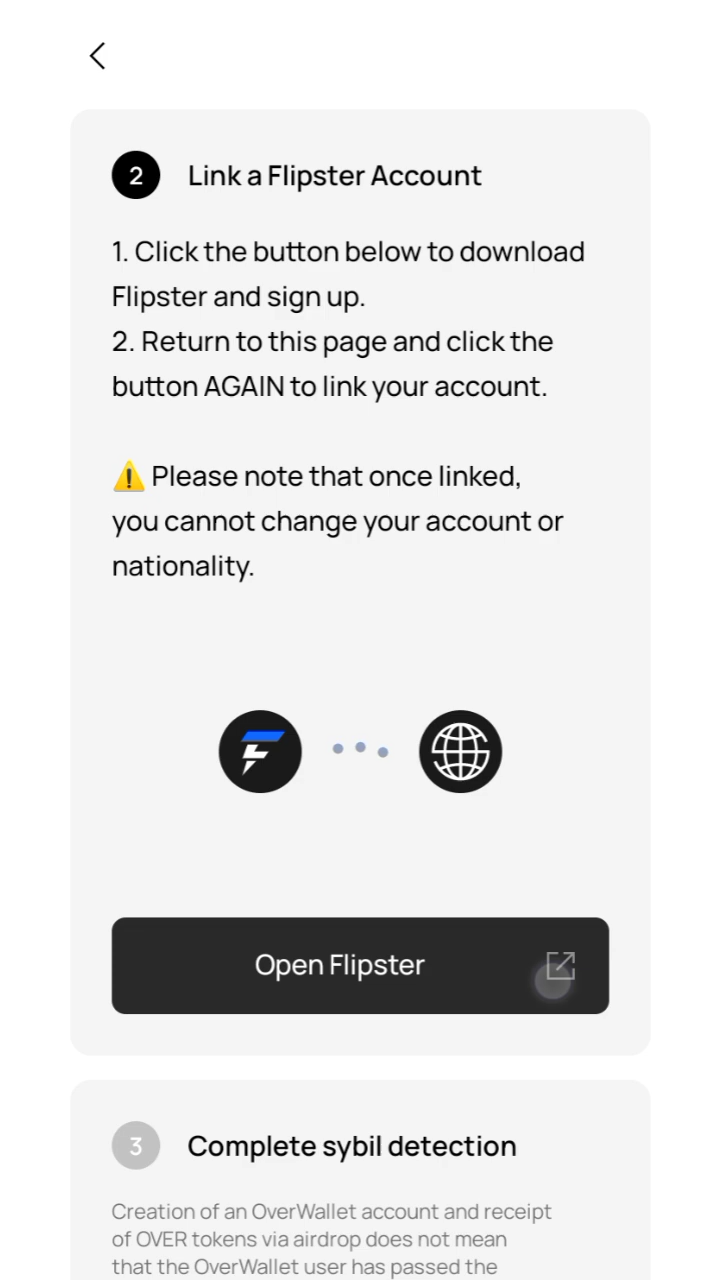 2 Link a Flipster Account
1. Click the button below to download
Flipster and sign up.
2. Return to this page and click the
button AGAIN to link your account.
⚠️ Please note that once linked,
you cannot change your account or
nationality.
Open Flipster
3 Complete sybil detection
Creation of an OverWallet account and receipt
of OVER tokens via airdrop does not mean
that the OverWallet user has passed the